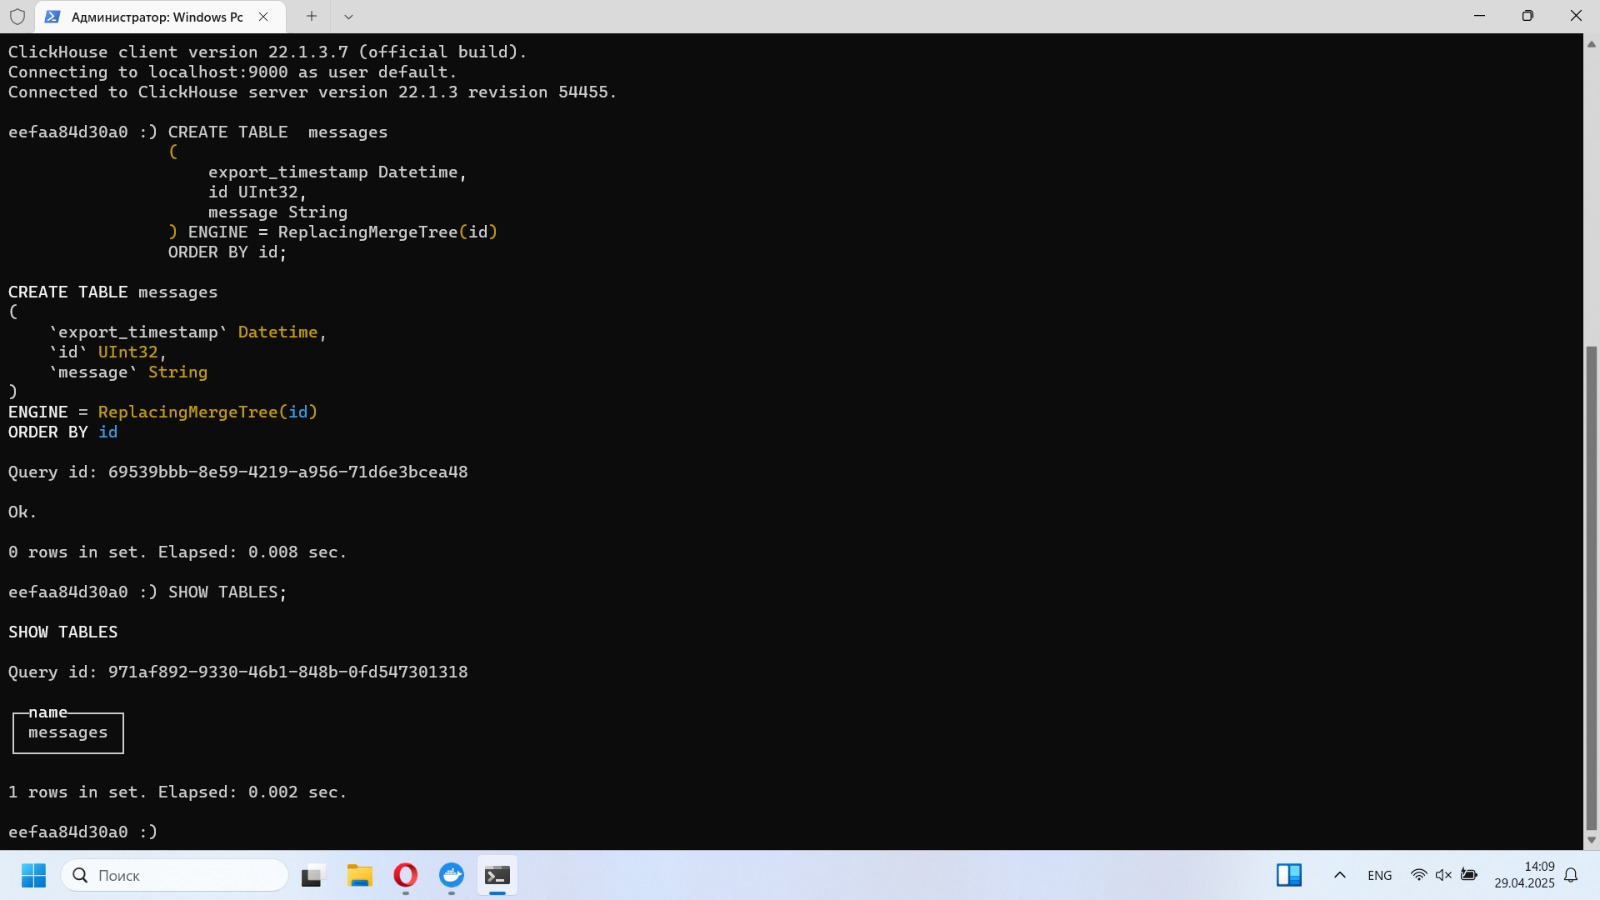 Администратор: Windows Pc
ClickHouse client version 22.1.3.7 (official build).
Connecting to localhost:9000 as user default.
Connected to ClickHouse server version 22.1.3 revision 54455.
eefaa84d30a0 :) CREATE TABLE  messages
(
export_timestamp Datetime,
id UInt32,
message String
) ENGINE = ReplacingMergeTree(id)
ORDER BY id;
CREATE TABLE messages
(
`export_timestamp` Datetime,
`id` UInt32,
`message` String
)
ENGINE = ReplacingMergeTree(id)
ORDER BY id
Query id: 69539bbb-8e59-4219-a956-71d6e3bcea48
Ok.
0 rows in set. Elapsed: 0.008 sec.
eefaa84d30a0 :) SHOW TABLES;
SHOW TABLES
Query id: 971af892-9330-46b1-848b-0fd547301318
name
messages
1 rows in set. Elapsed: 0.002 sec.
eefaa84d30a0 :)
Поиск
ENG
14:09
29.04.2025